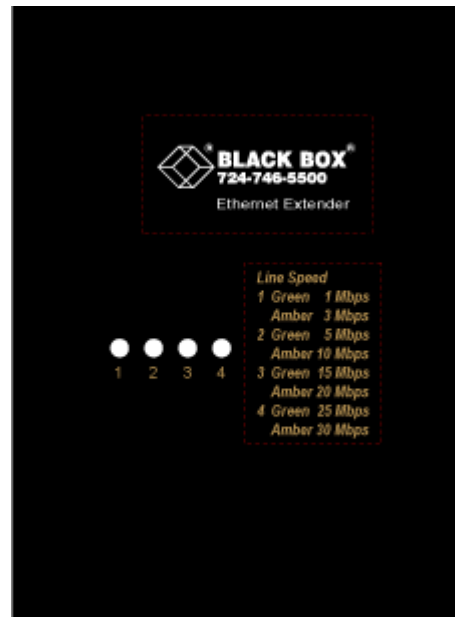 BLACK BOX®
724-746-5500
Ethernet Extender
Line Speed
1 Green 1 Mbps
Amber 3 Mbps
2 Green 5 Mbps
Amber 10 Mbps
3 Green 15 Mbps
Amber 20 Mbps
4 Green 25 Mbps
Amber 30 Mbps
1 2 3 4